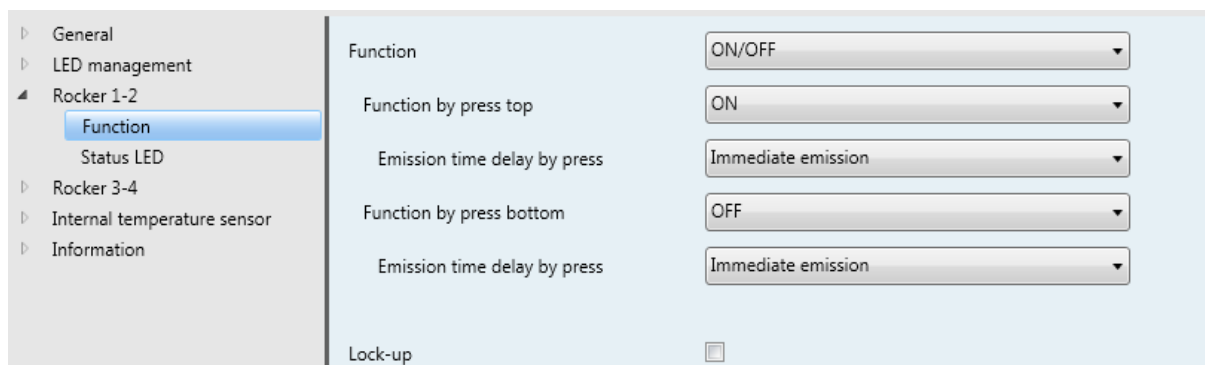 General
LED management
Rocker 1-2
Function
Status LED
Rocker 3-4
Internal temperature sensor
Information
Function ON/OFF
Function by press top ON
Emission time delay by press Immediate emission
Function by press bottom OFF
Emission time delay by press Immediate emission
Lock-up